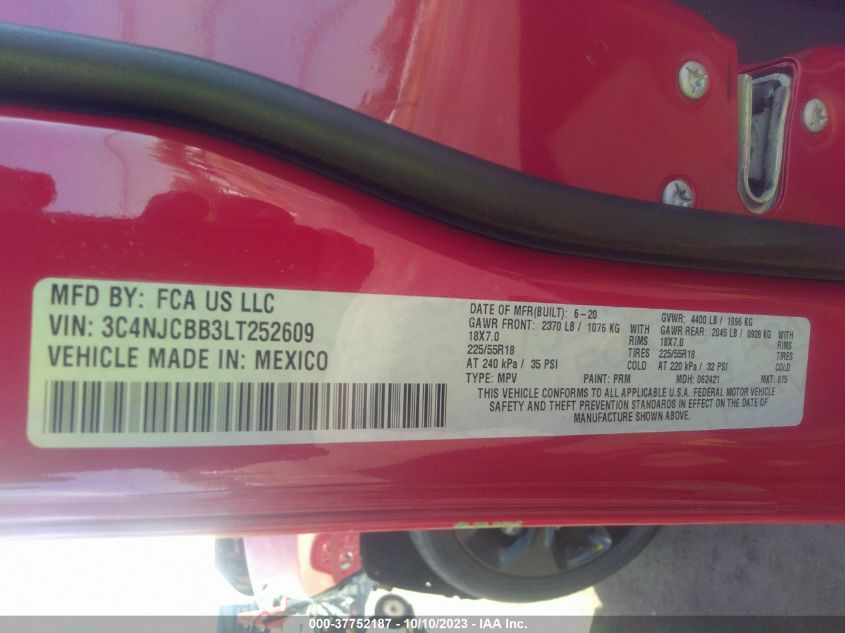 MFD BY: FCA US LLC
VIN: 3C4NJCBB3LT252609
VEHICLE MADE IN: MEXICO
DATE OF MFR(BUILT): 6-20
GAWR FRONT: 2370 LB / 1076 KG
18X7.0 RIMS
225/55R18 TIRES
AT 240 kPa / 35 PSI COLD
GVWR: 4400 LB / 1996 KG
GAWR REAR: 2045 LB / 0928 KG
18X7.0 RIMS
225/55R18 TIRES
AT 220 kPa / 32 PSI COLD
TYPE: MPV PAINT: PRM MDH: 062421 MKT: 875
THIS VEHICLE CONFORMS TO ALL APPLICABLE U.S.A. FEDERAL MOTOR VEHICLE
SAFETY AND THEFT PREVENTION STANDARDS IN EFFECT ON THE DATE OF
MANUFACTURE SHOWN ABOVE.
000-37752187 - 10/10/2023 - IAA Inc.